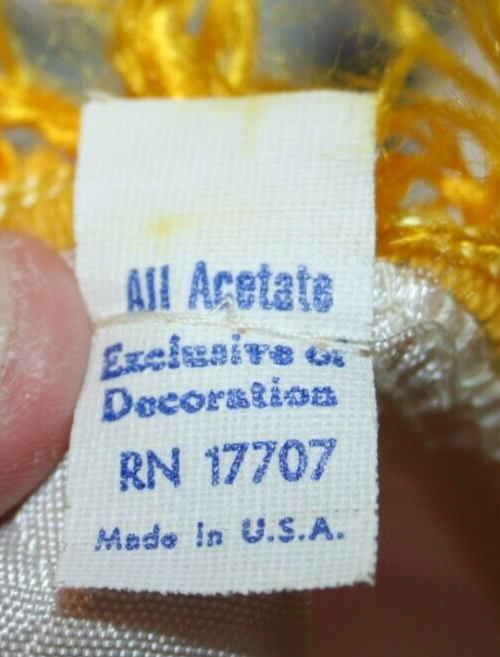 All Acetate
Exclusive of
Decoration
RN 17707
Made in U.S.A.